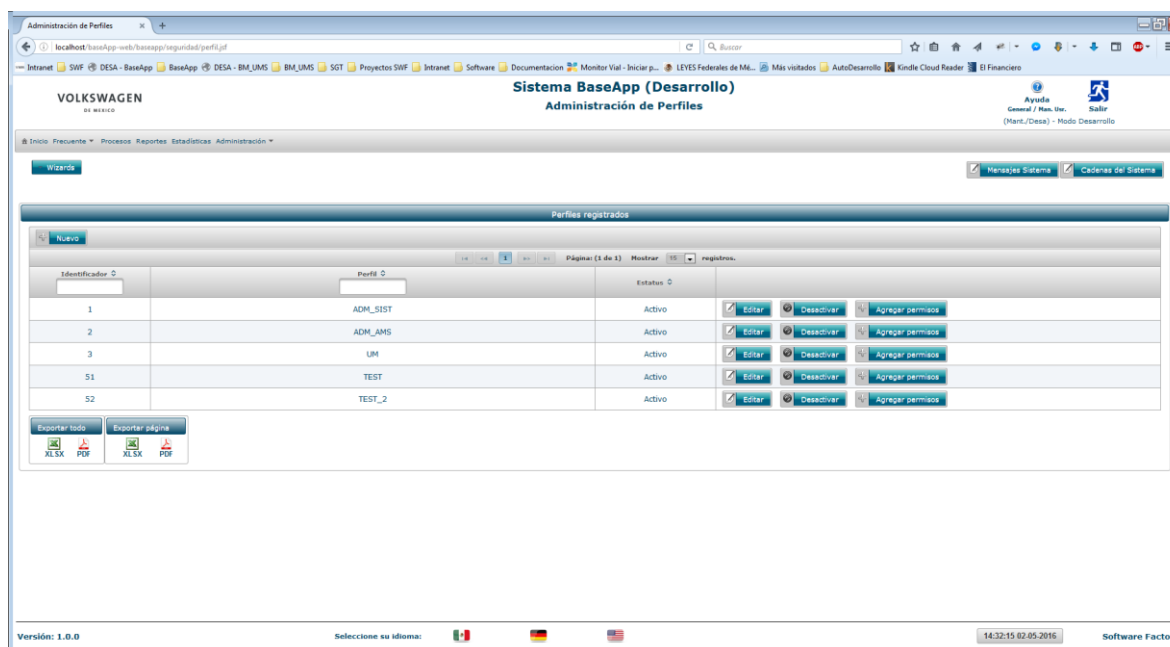 Administración de Perfiles
localhost/baseApp-web/baseapp/seguridad/perfil.jsf
Buscar
Intranet SWF DESA - BaseApp BaseApp DESA - BM_UMS BM_UMS SGT Proyectos SWF Intranet Software Documentacion Monitor Vial - Iniciar p... LEYES Federales de Mé... Más visitados AutoDesarrollo Kindle Cloud Reader El Financiero
VOLKSWAGEN
DE MEXICO
Sistema BaseApp (Desarrollo)
Administración de Perfiles
Ayuda
General / Man. Usr.
Salir
(Mant./Desa) - Modo Desarrollo
Inicio Frecuente Procesos Reportes Estadísticas Administración
Wizards
Mensajes Sistema
Cadenas del Sistema
Perfiles registrados
Nuevo
1 Página: (1 de 1) Mostrar 15 registros.
Identificador Perfil Estatus
1 ADM_SIST Activo Editar Desactivar Agregar permisos
2 ADM_AMS Activo Editar Desactivar Agregar permisos
3 UM Activo Editar Desactivar Agregar permisos
51 TEST Activo Editar Desactivar Agregar permisos
52 TEST_2 Activo Editar Desactivar Agregar permisos
Exportar todo Exportar página
XLSX PDF XLSX PDF
Versión: 1.0.0 Seleccione su idioma: 14:32:15 02-05-2016 Software Facto